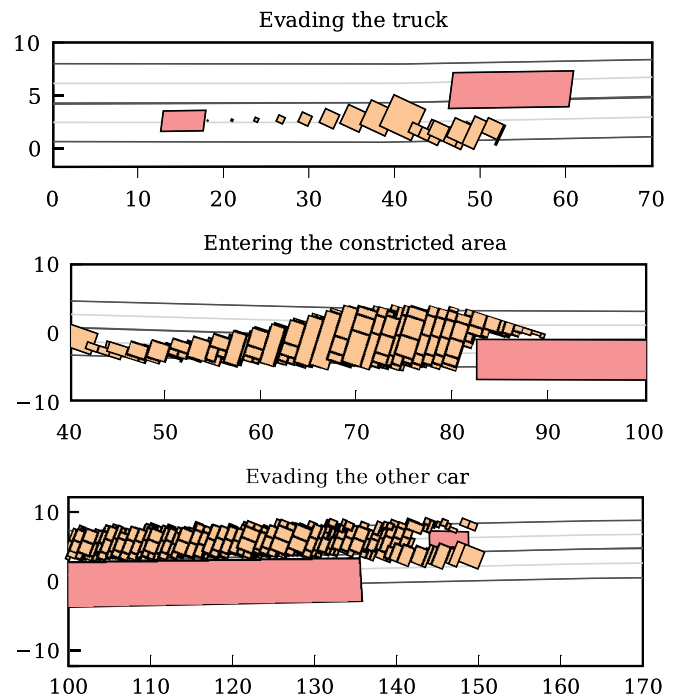 Evading the truck
10
5
0
0 10 20 30 40 50 60 70
Entering the constricted area
10
0
−10
40 50 60 70 80 90 100
Evading the other car
10
0
−10
100 110 120 130 140 150 160 170